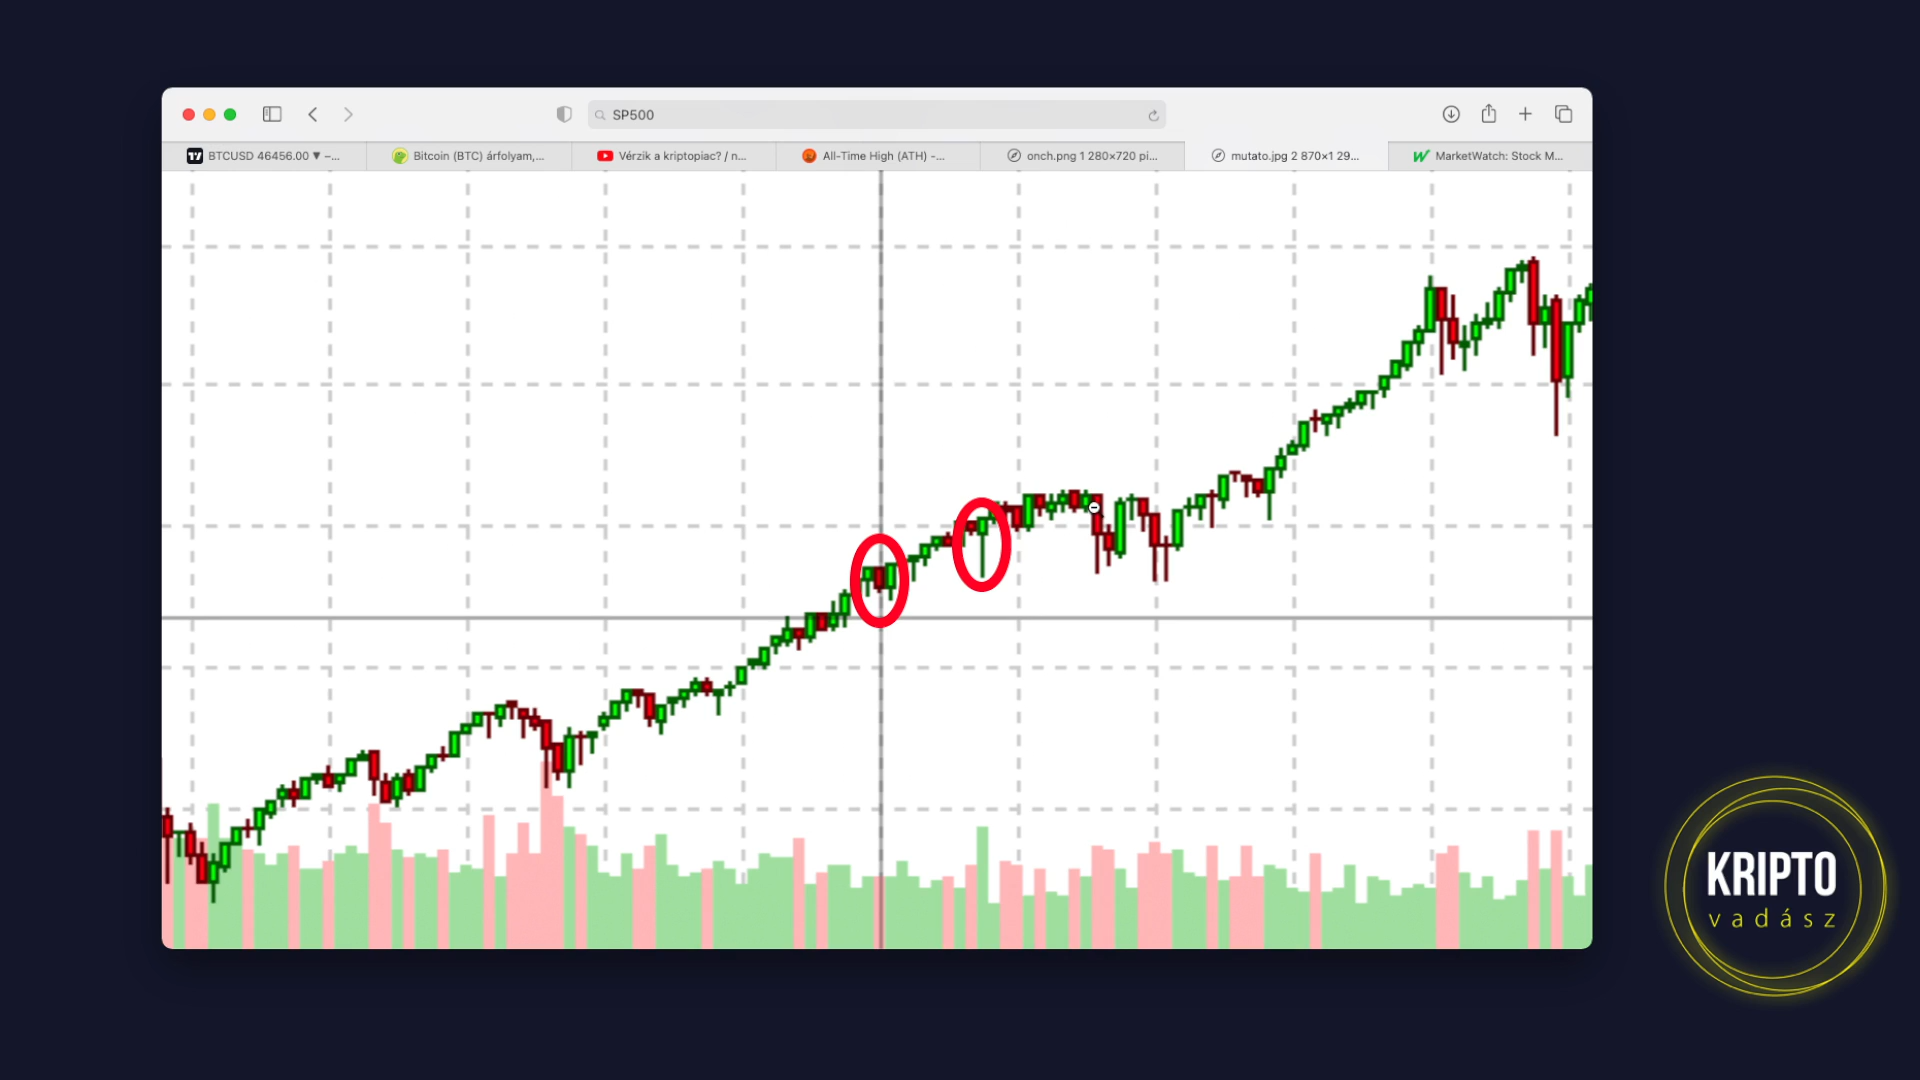 SP500
BTCUSD 46456.00 ▼ –...
Bitcoin (BTC) árfolyam,...
Vérzik a kriptopiac? / n...
All-Time High (ATH) -...
onch.png 1 280×720 pi...
mutato.jpg 2 870×1 29...
MarketWatch: Stock M...
KRIPTO
vadász